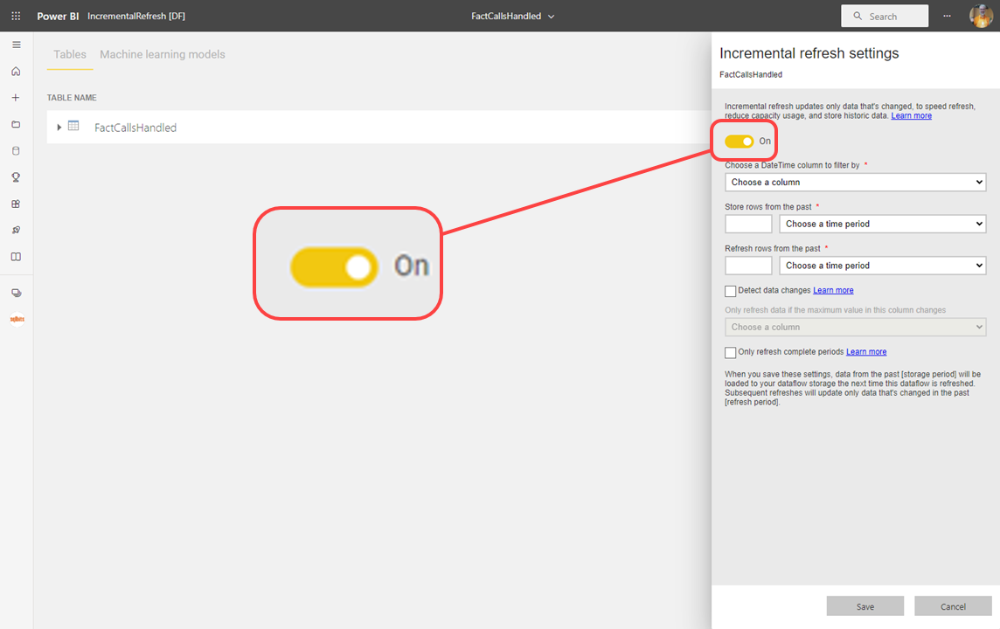 Power BI IncrementalRefresh [DF]
FactCallsHandled
Search
Tables Machine learning models
TABLE NAME
FactCallsHandled
On
Incremental refresh settings
FactCallsHandled
Incremental refresh updates only data that's changed, to speed refresh,
reduce capacity usage, and store historic data. Learn more
On
Choose a DateTime column to filter by *
Choose a column
Store rows from the past *
Choose a time period
Refresh rows from the past *
Choose a time period
Detect data changes Learn more
Only refresh data if the maximum value in this column changes
Choose a column
Only refresh complete periods Learn more
When you save these settings, data from the past [storage period] will be
loaded to your dataflow storage the next time this dataflow is refreshed.
Subsequent refreshes will update only data that's changed in the past
[refresh period].
Save Cancel